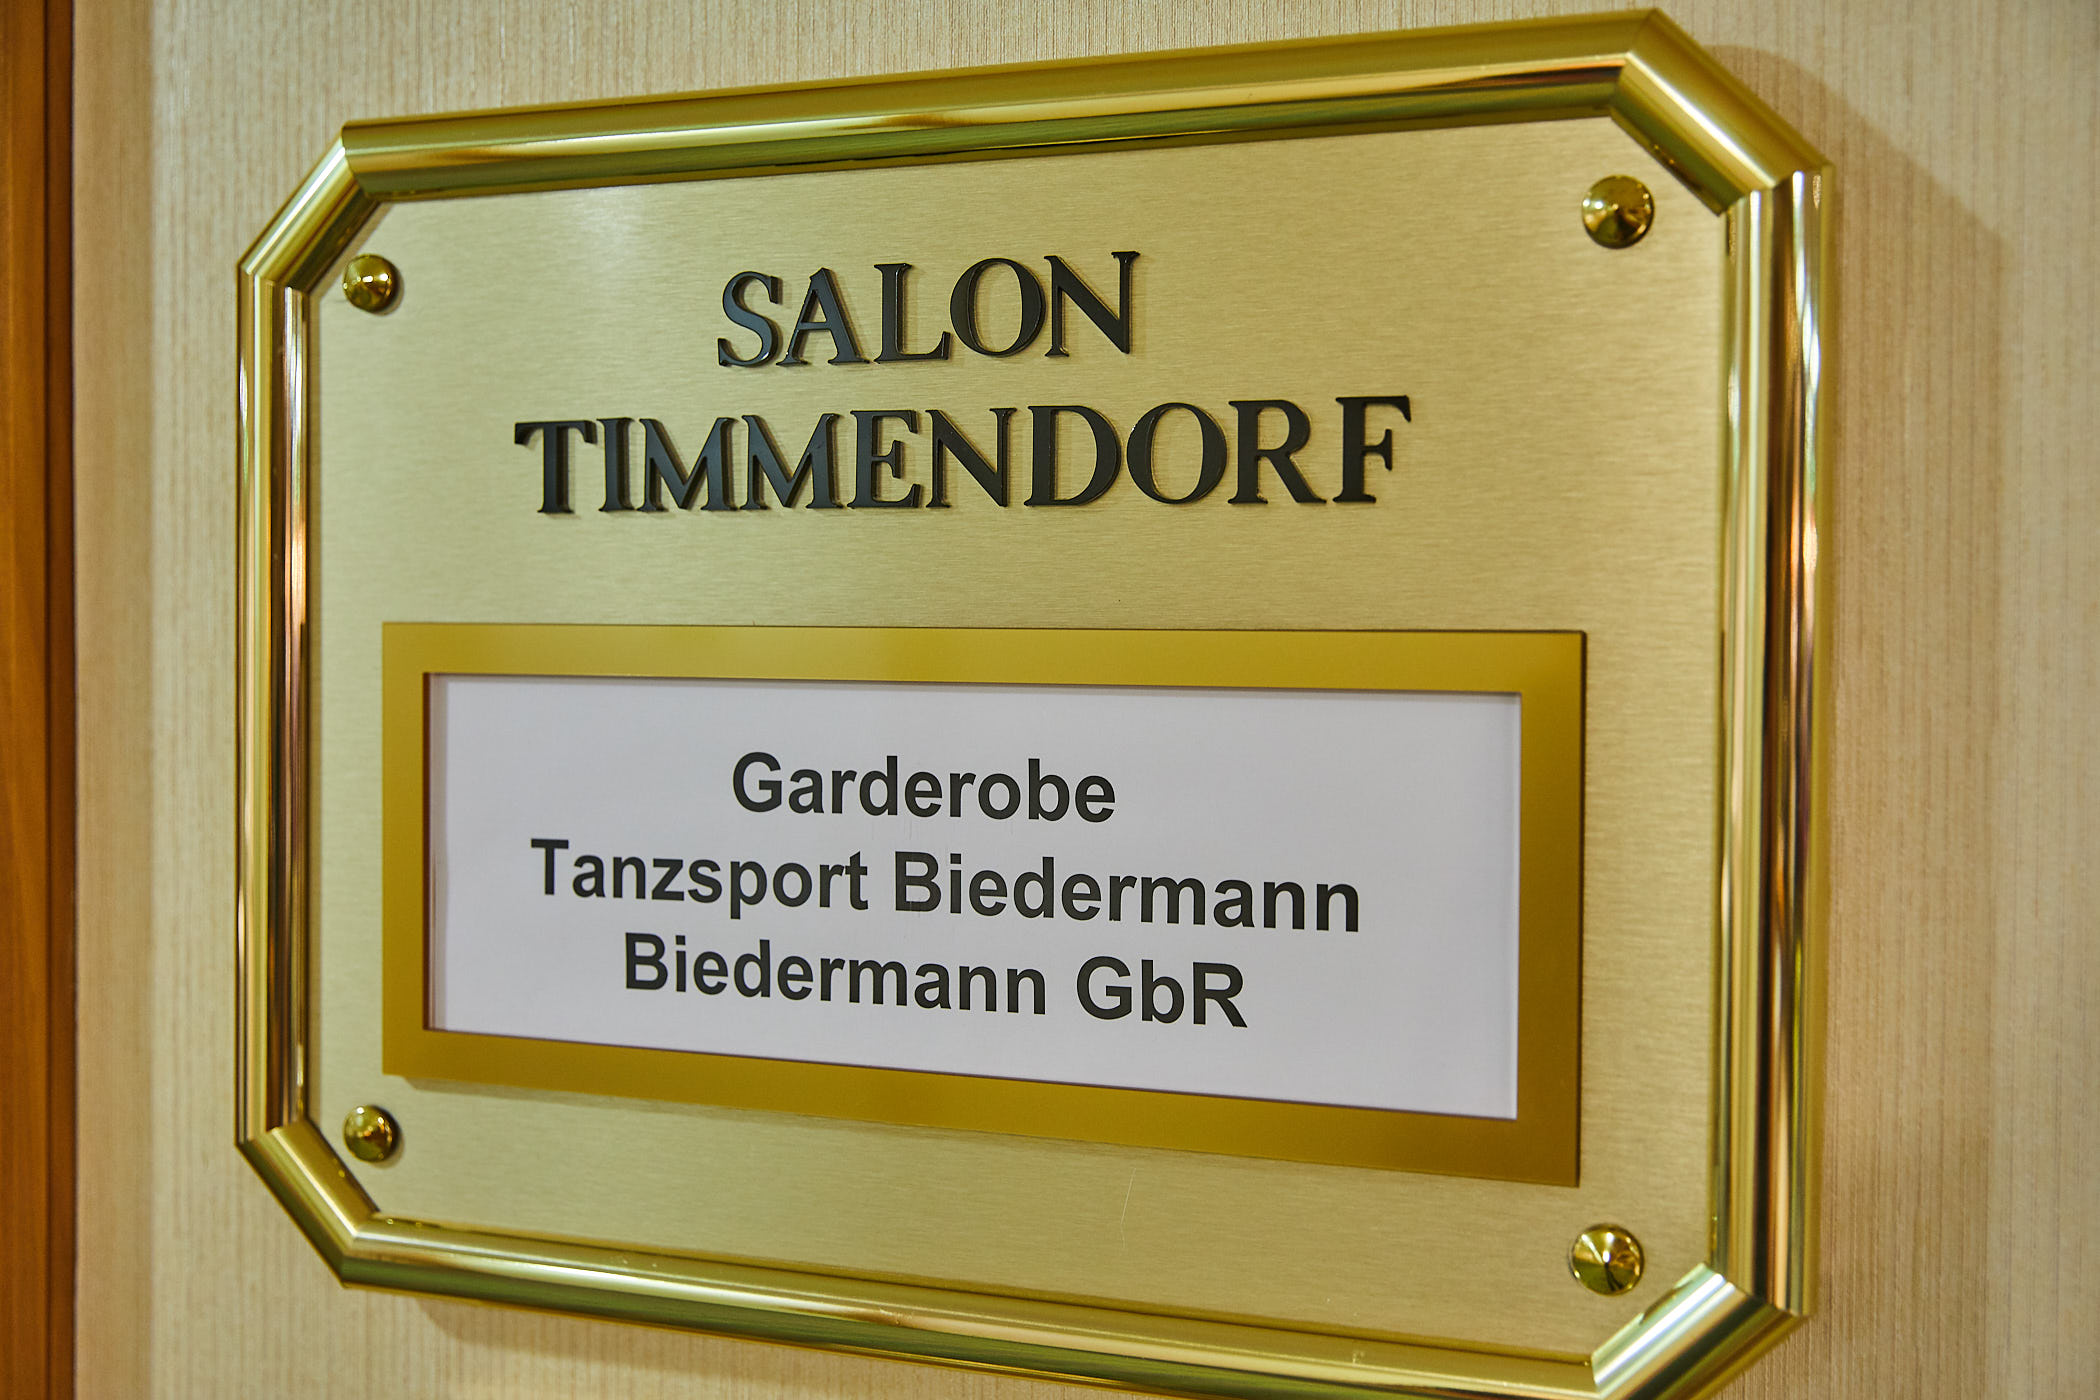 SALON
TIMMENDORF
Garderobe
Tanzsport Biedermann
Biedermann GbR